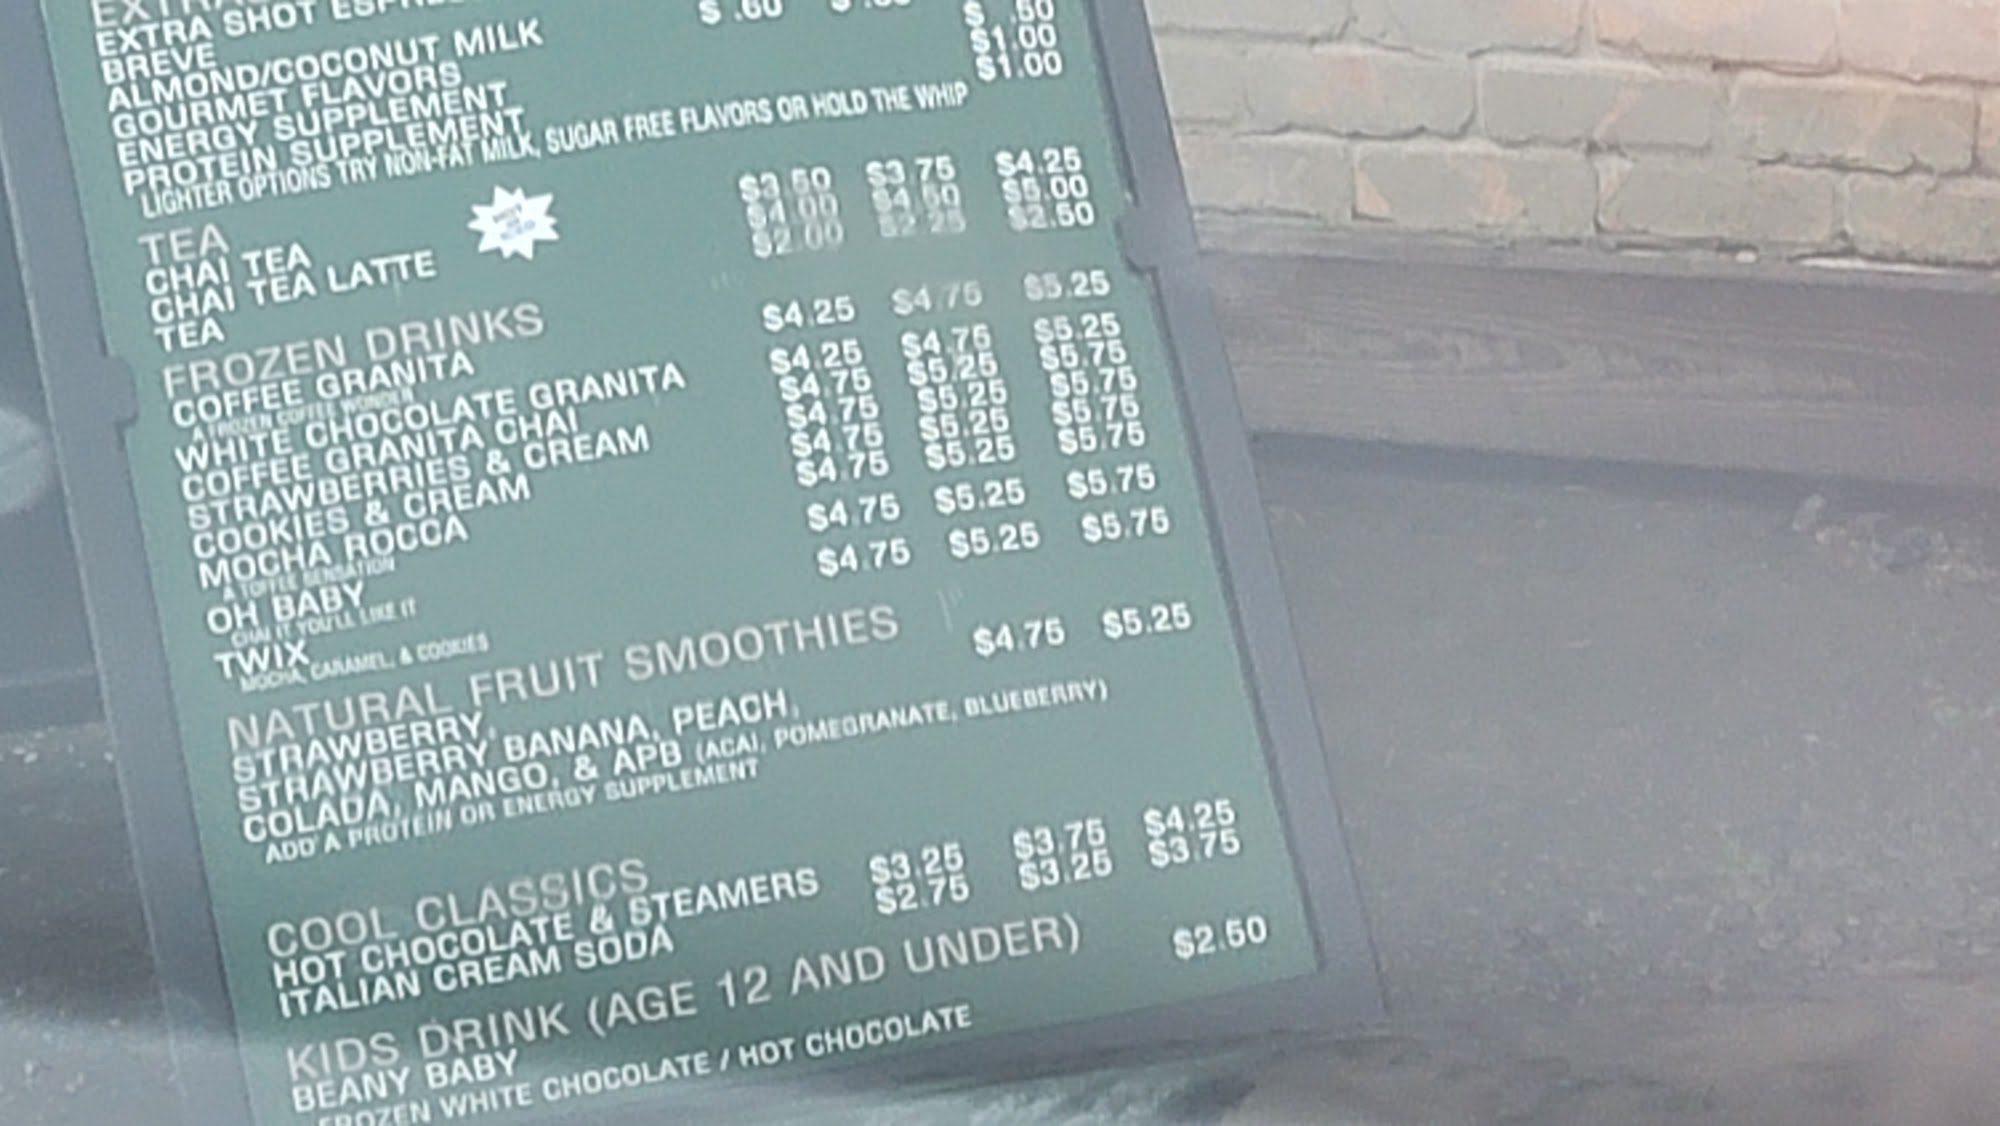 EXTRA SHOT
BREVE $ .60
ALMOND/COCONUT MILK $ .50
GOURMET FLAVORS
ENERGY SUPPLEMENT $1.00
PROTEIN SUPPLEMENT $1.00
LIGHTER OPTIONS TRY NON-FAT MILK, SUGAR FREE FLAVORS OR HOLD THE WHIP
TEA
CHAI TEA $3.50 $3.75 $4.25
CHAI TEA LATTE $4.00 $4.50 $5.00
TEA $2.00 $2.25 $2.50
FROZEN DRINKS
COFFEE GRANITA $4.25 $4.75 $5.25
A FROZEN COFFEE WONDER
WHITE CHOCOLATE GRANITA $4.25 $4.75 $5.25
COFFEE GRANITA CHAI $4.75 $5.25 $5.75
STRAWBERRIES & CREAM $4.75 $5.25 $5.75
COOKIES & CREAM $4.75 $5.25 $5.75
MOCHA ROCCA $4.75 $5.25 $5.75
A TOFFEE SENSATION
OH BABY $4.75 $5.25 $5.75
CHAI IT YOU'LL LIKE IT
TWIX $4.75 $5.25 $5.75
MOCHA, CARAMEL, & COOKIES
NATURAL FRUIT SMOOTHIES $4.75 $5.25
STRAWBERRY,
STRAWBERRY BANANA, PEACH,
COLADA, MANGO, & APB (ACAI, POMEGRANATE, BLUEBERRY)
ADD A PROTEIN OR ENERGY SUPPLEMENT
COOL CLASSICS
HOT CHOCOLATE & STEAMERS $3.25 $3.75 $4.25
ITALIAN CREAM SODA $2.75 $3.25 $3.75
KIDS DRINK (AGE 12 AND UNDER) $2.50
BEANY BABY
FROZEN WHITE CHOCOLATE / HOT CHOCOLATE